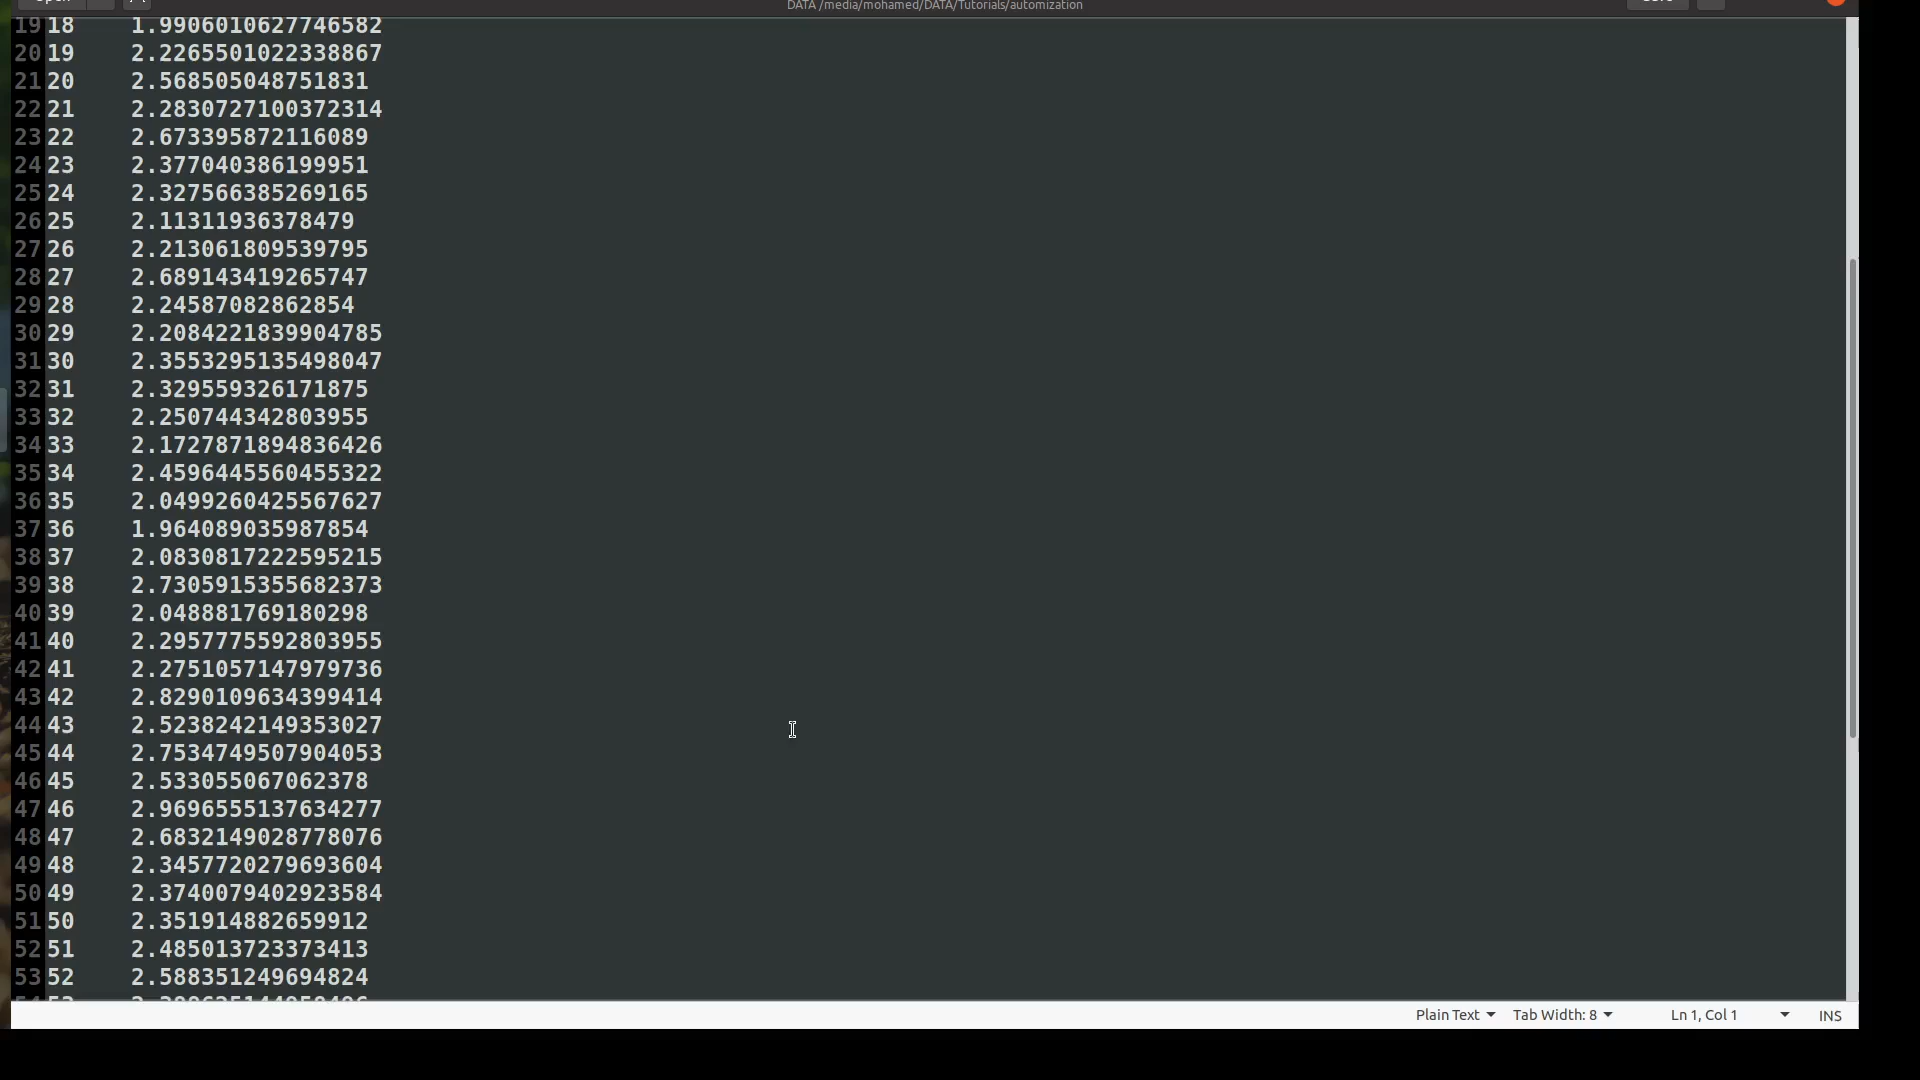 DATA /media/mohamed/DATA/Tutorials/automization
19 18 1.9906010627746582
20 19 2.2265501022338867
21 20 2.568505048751831
22 21 2.2830727100372314
23 22 2.673395872116089
24 23 2.377040386199951
25 24 2.327566385269165
26 25 2.11311936378479
27 26 2.213061809539795
28 27 2.689143419265747
29 28 2.24587082862854
30 29 2.2084221839904785
31 30 2.3553295135498047
32 31 2.329559326171875
33 32 2.250744342803955
34 33 2.1727871894836426
35 34 2.4596445560455322
36 35 2.0499260425567627
37 36 1.964089035987854
38 37 2.0830817222595215
39 38 2.7305915355682373
40 39 2.048881769180298
41 40 2.2957775592803955
42 41 2.2751057147979736
43 42 2.8290109634399414
44 43 2.5238242149353027
45 44 2.7534749507904053
46 45 2.533055067062378
47 46 2.9696555137634277
48 47 2.6832149028778076
49 48 2.3457720279693604
50 49 2.3740079402923584
51 50 2.351914882659912
52 51 2.485013723373413
53 52 2.588351249694824
Plain Text Tab Width: 8 Ln 1, Col 1 INS